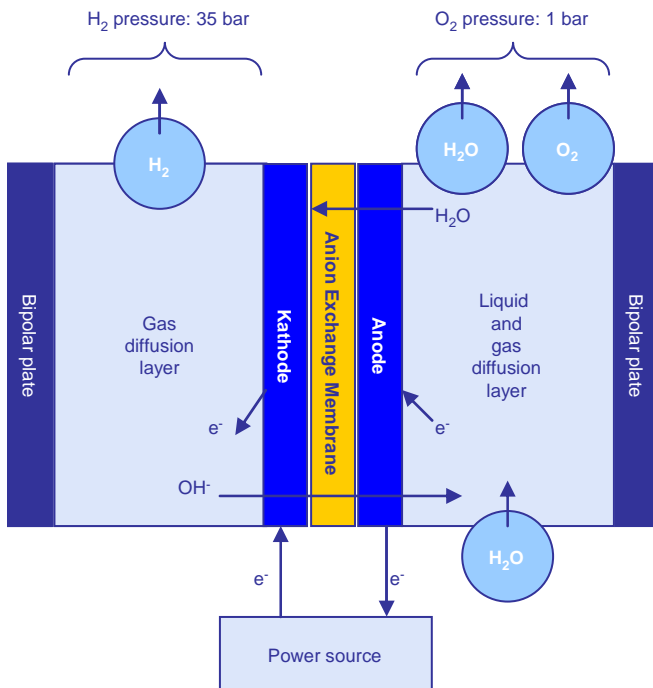 H₂ pressure: 35 bar
O₂ pressure: 1 bar
H₂
H₂O
O₂
H₂O
Bipolar plate
Gas
diffusion
layer
Kathode
Anion Exchange Membrane
Anode
Liquid
and
gas
diffusion
layer
Bipolar plate
e⁻
e⁻
OH⁻
H₂O
e⁻
e⁻
Power source